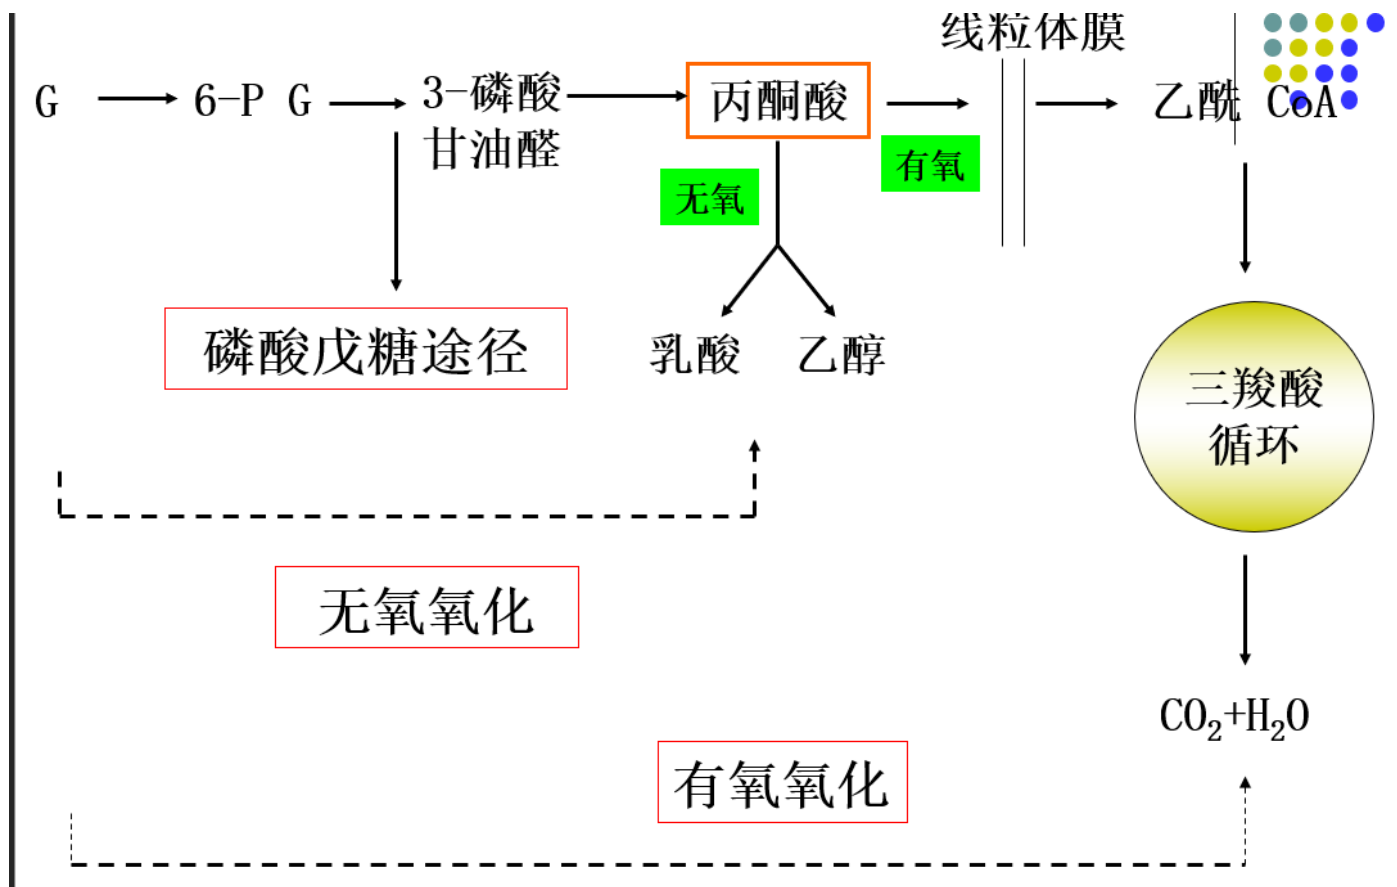 线粒体膜
G
6-P G
3-磷酸
甘油醛
丙酮酸
乙酰 CoA
有氧
无氧
磷酸戊糖途径
乳酸
乙醇
三羧酸
循环
无氧氧化
CO₂+H₂O
有氧氧化